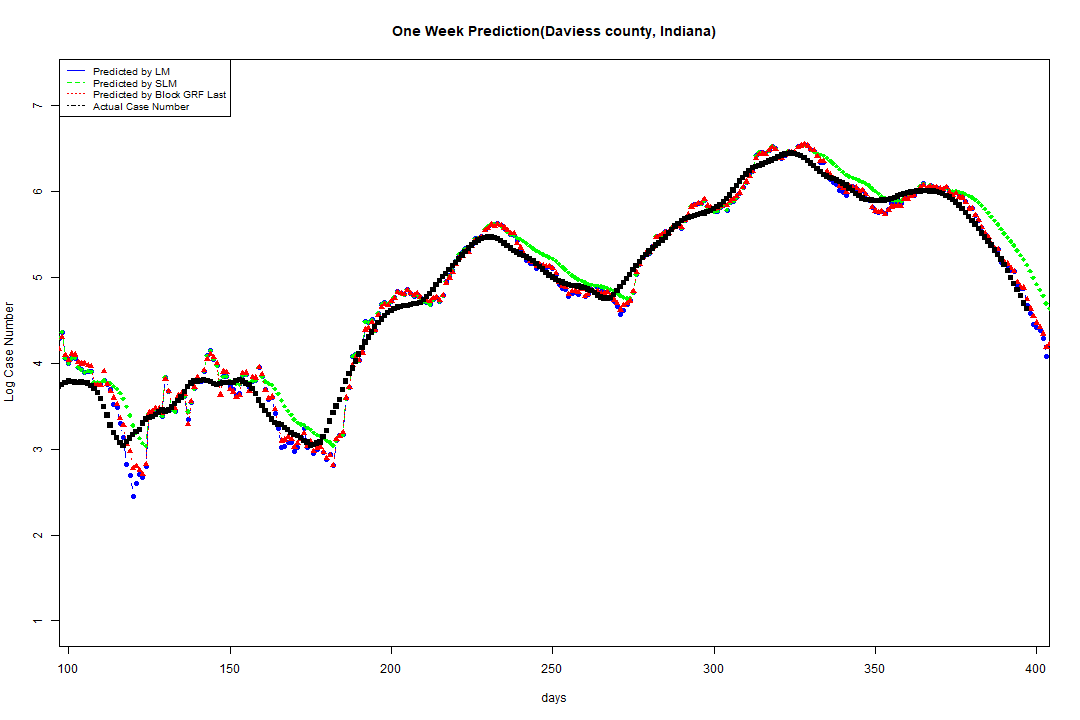 One Week Prediction(Daviess county, Indiana)
Predicted by LM
Predicted by SLM
Predicted by Block GRF Last
Actual Case Number
Log Case Number
7
6
5
4
3
2
1
100 150 200 250 300 350 400
days